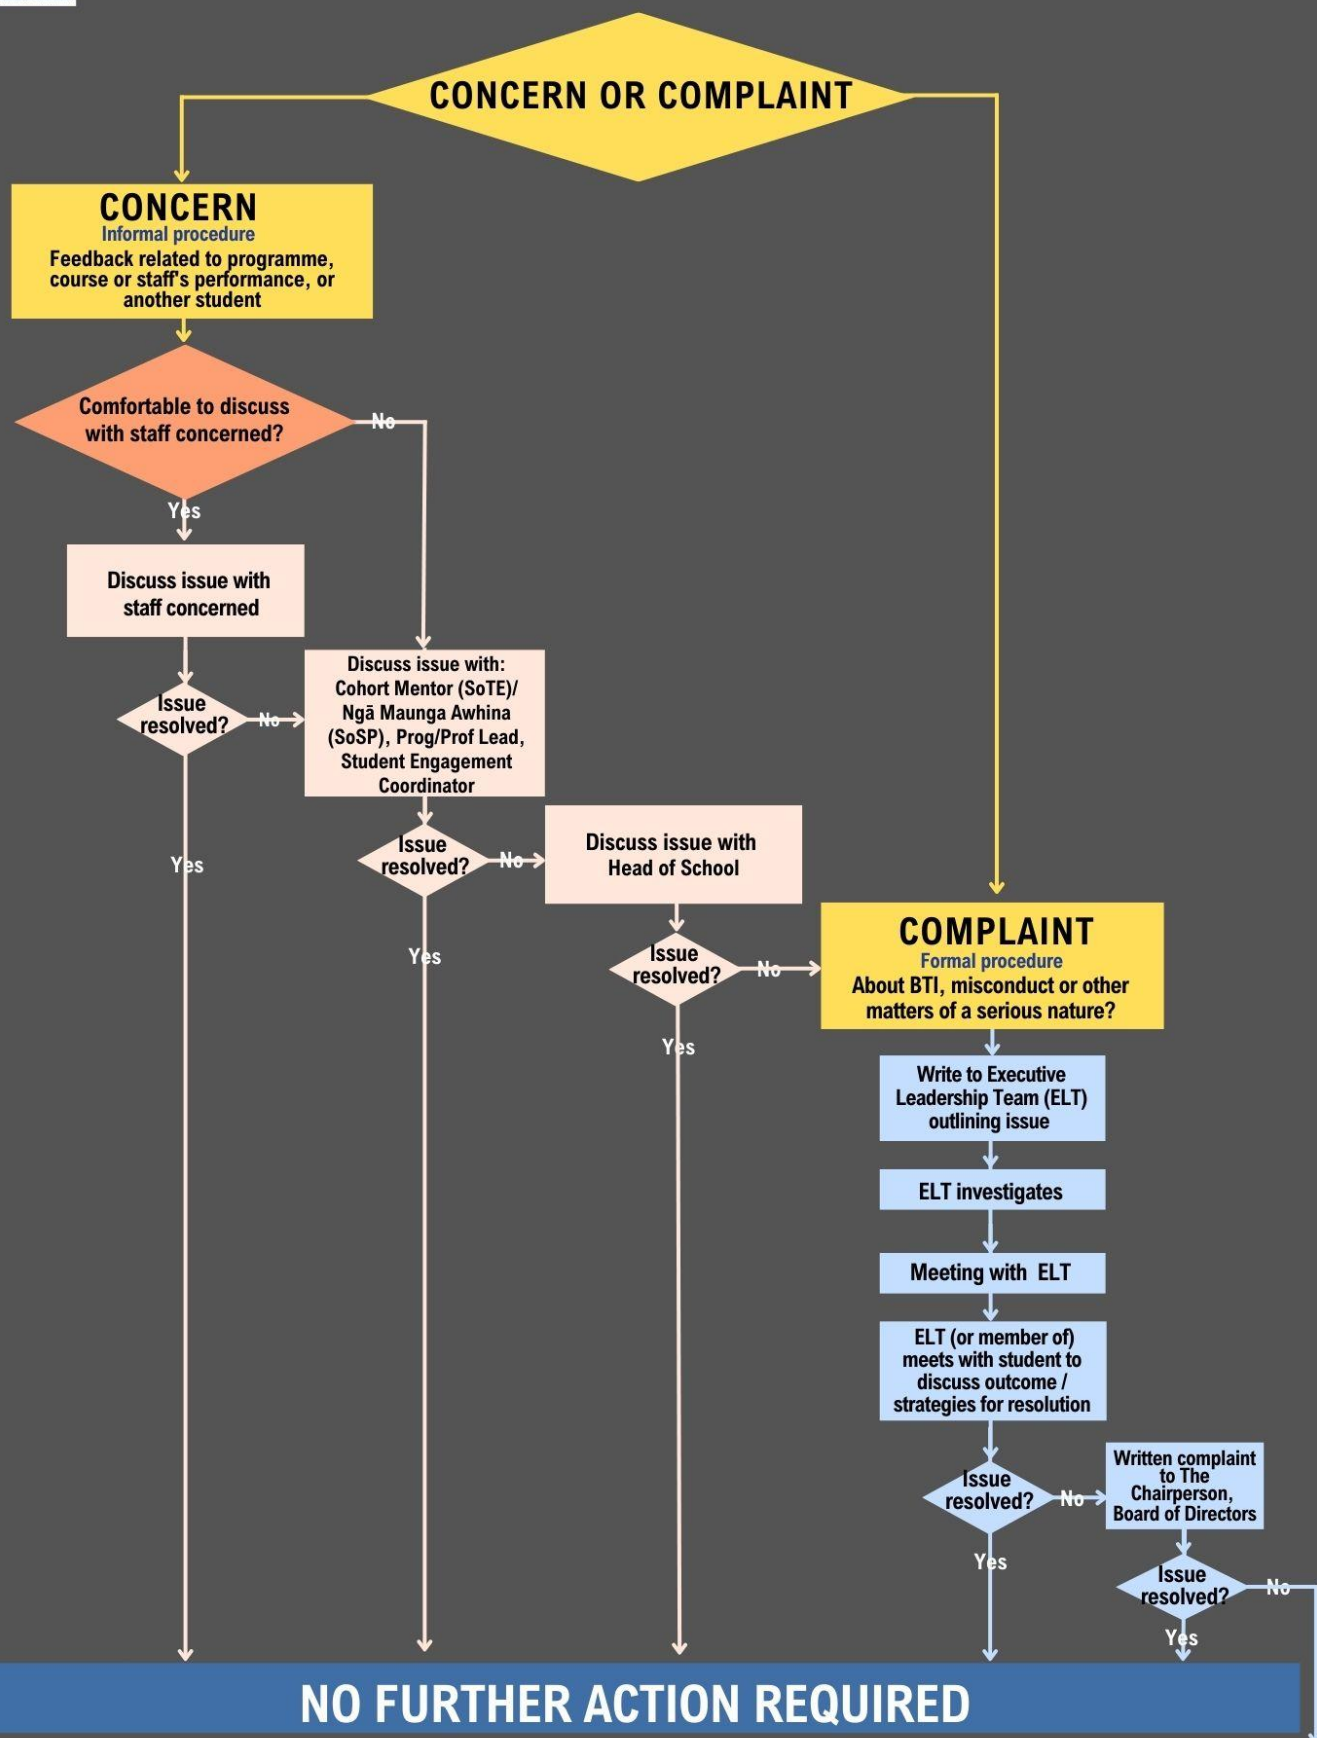 CONCERN OR COMPLAINT
CONCERN
Informal procedure
Feedback related to programme,
course or staff's performance, or
another student
Comfortable to discuss
with staff concerned?
No
Yes
Discuss issue with
staff concerned
Issue
resolved?
No
Yes
Discuss issue with:
Cohort Mentor (SoTE)/
Ngā Maunga Awhina
(SoSP), Prog/Prof Lead,
Student Engagement
Coordinator
Issue
resolved?
No
Yes
Discuss issue with
Head of School
Issue
resolved?
No
Yes
COMPLAINT
Formal procedure
About BTI, misconduct or other
matters of a serious nature?
Write to Executive
Leadership Team (ELT)
outlining issue
ELT investigates
Meeting with ELT
ELT (or member of)
meets with student to
discuss outcome /
strategies for resolution
Issue
resolved?
No
Yes
Written complaint
to The
Chairperson,
Board of Directors
Issue
resolved?
No
Yes
NO FURTHER ACTION REQUIRED